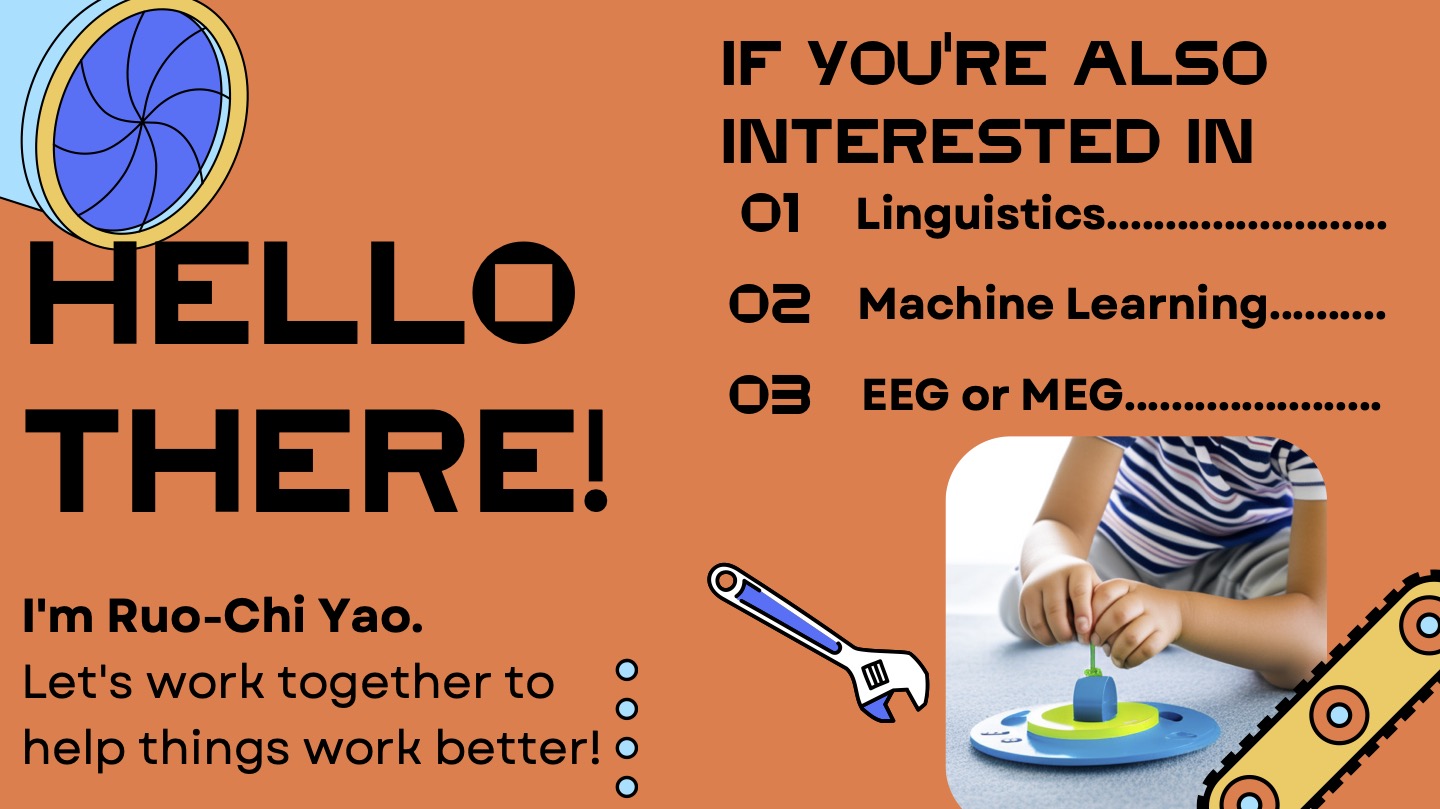 HELLO
THERE!
I'm Ruo-Chi Yao.
Let's work together to
help things work better!
IF YOU'RE ALSO
INTERESTED IN
01 Linguistics........................
02 Machine Learning..........
03 EEG or MEG......................